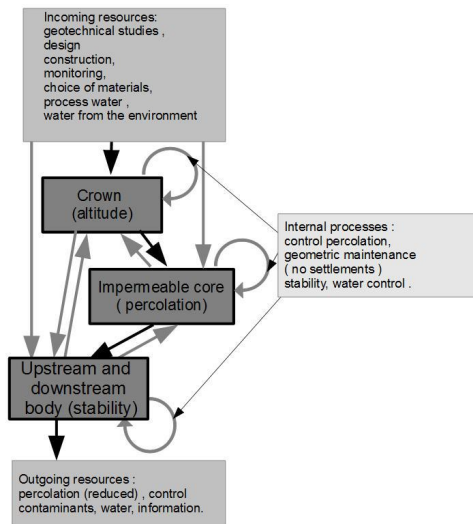 Incoming resources:
geotechnical studies ,
design
construction,
monitoring,
choice of materials,
process water ,
water from the environment
Crown
(altitude)
Internal processes :
control percolation,
geometric maintenance
( no settlements )
stability, water control .
Impermeable core
( percolation)
Upstream and
downstream
body (stability)
Outgoing resources :
percolation (reduced) , control
contaminants, water, information.